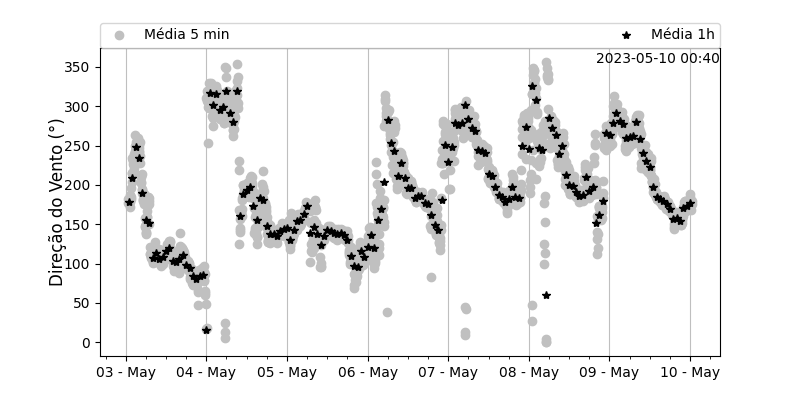 Média 5 min
Média 1h
2023-05-10 00:40
Direção do Vento (°)
350
300
250
200
150
100
50
0
03 - May
04 - May
05 - May
06 - May
07 - May
08 - May
09 - May
10 - May